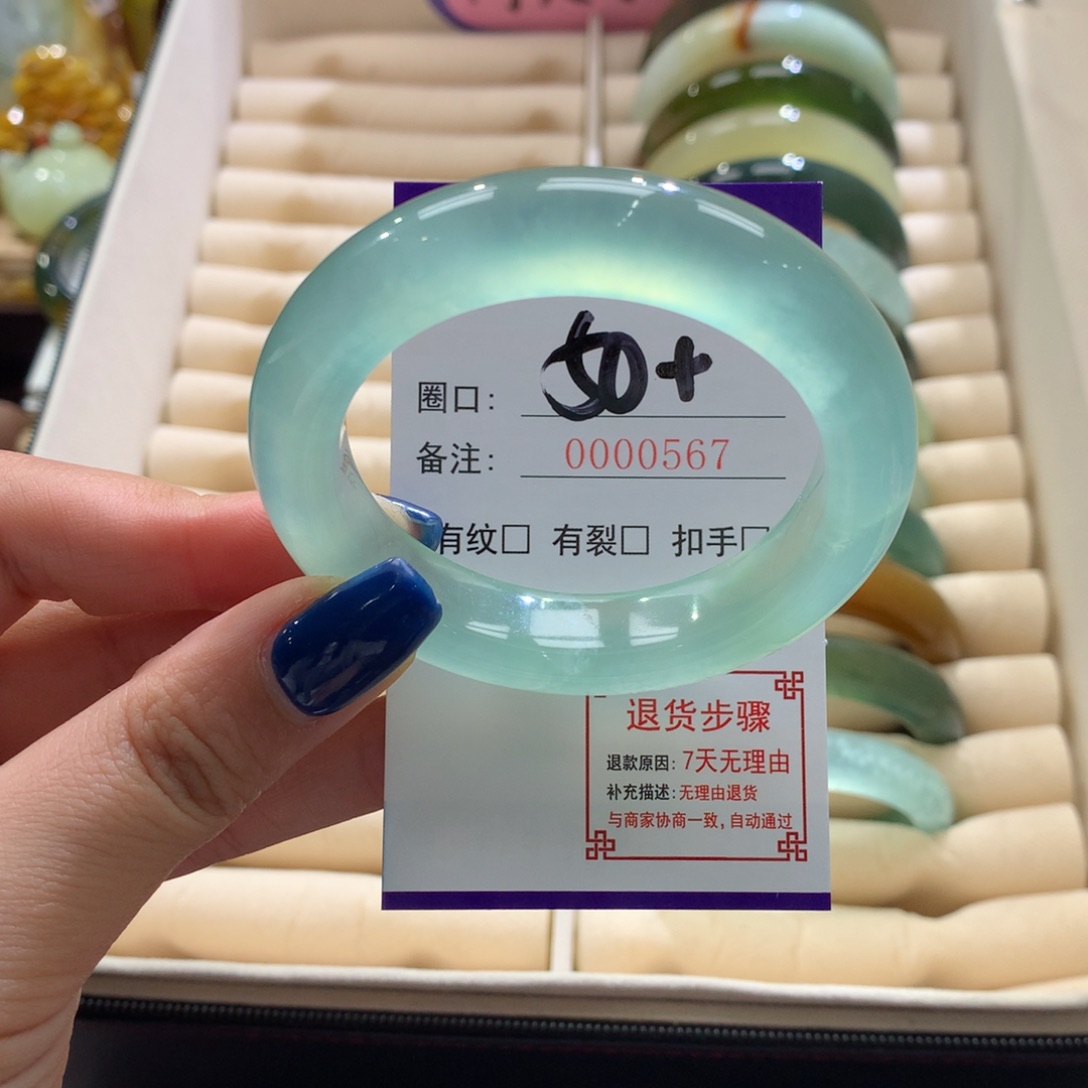 圈口: 50+
备注: 0000567
有纹□ 有裂□ 扣手□
退货步骤
退款原因: 7天无理由
补充描述: 无理由退货
与商家协商一致, 自动通过